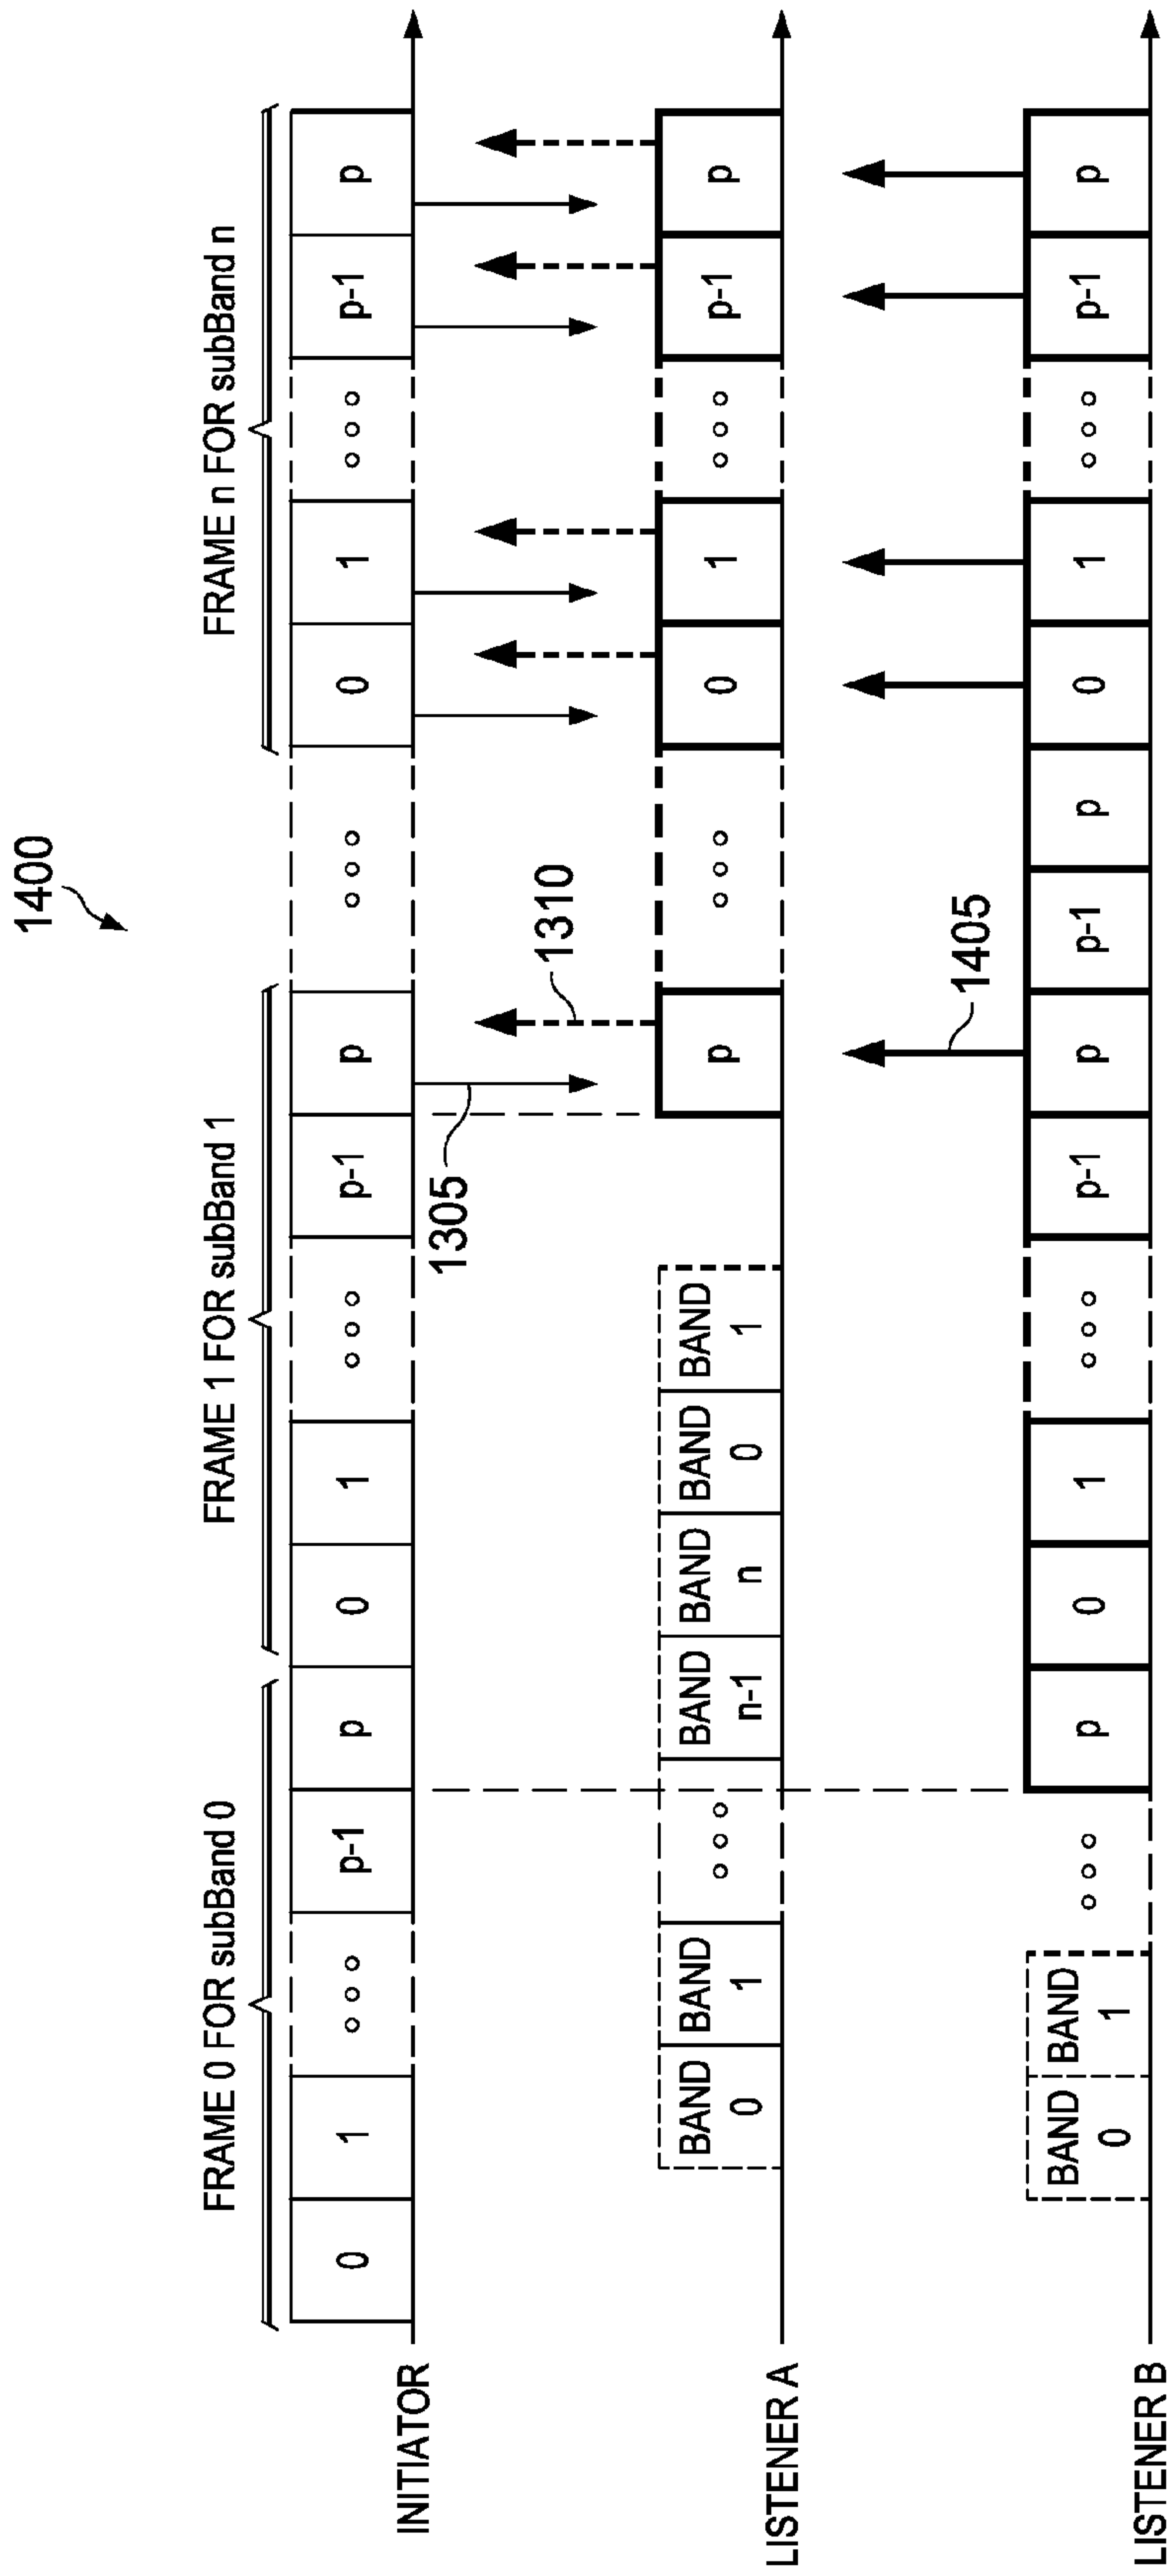 1400
FRAME 0 FOR subBand 0
FRAME 1 FOR subBand 1
FRAME n FOR subBand n
INITIATOR
0
1
p-1
p
0
1
p-1
p
0
1
p-1
p
1305
1310
LISTENER A
BAND
0
BAND
1
BAND
n-1
BAND
n
BAND
0
BAND
1
p
0
1
p-1
p
1405
LISTENER B
BAND
0
BAND
1
p
0
1
p-1
p
p-1
p
0
1
p-1
p